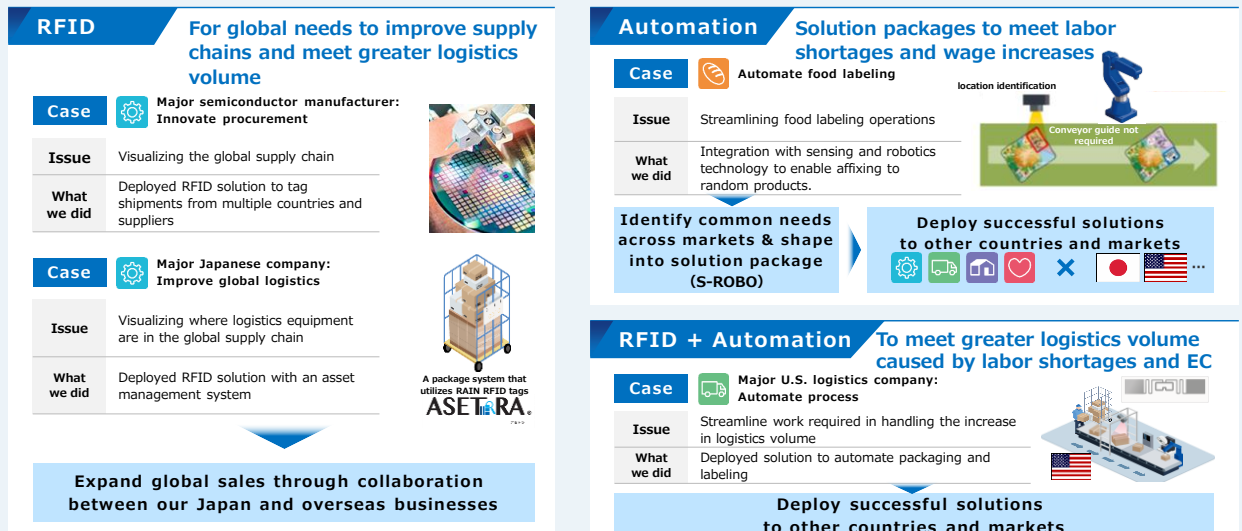 RFID
For global needs to improve supply
chains and meet greater logistics
volume
Case
Major semiconductor manufacturer:
Innovate procurement
Issue
Visualizing the global supply chain
What
we did
Deployed RFID solution to tag
shipments from multiple countries and
suppliers
Case
Major Japanese company:
Improve global logistics
Issue
Visualizing where logistics equipment
are in the global supply chain
What
we did
Deployed RFID solution with an asset
management system
A package system that
utilizes RAIN RFID tags
ASETRA.
Expand global sales through collaboration
between our Japan and overseas businesses
Automation
Solution packages to meet labor
shortages and wage increases
Case
Automate food labeling
Issue
Streamlining food labeling operations
What
we did
Integration with sensing and robotics
technology to enable affixing to
random products.
location identification
Conveyor guide not
required
Identify common needs
across markets & shape
into solution package
(S-ROBO)
Deploy successful solutions
to other countries and markets
...
RFID + Automation
To meet greater logistics volume
caused by labor shortages and EC
Case
Major U.S. logistics company:
Automate process
Issue
Streamline work required in handling the increase
in logistics volume
What
we did
Deployed solution to automate packaging and
labeling
Deploy successful solutions
to other countries and markets